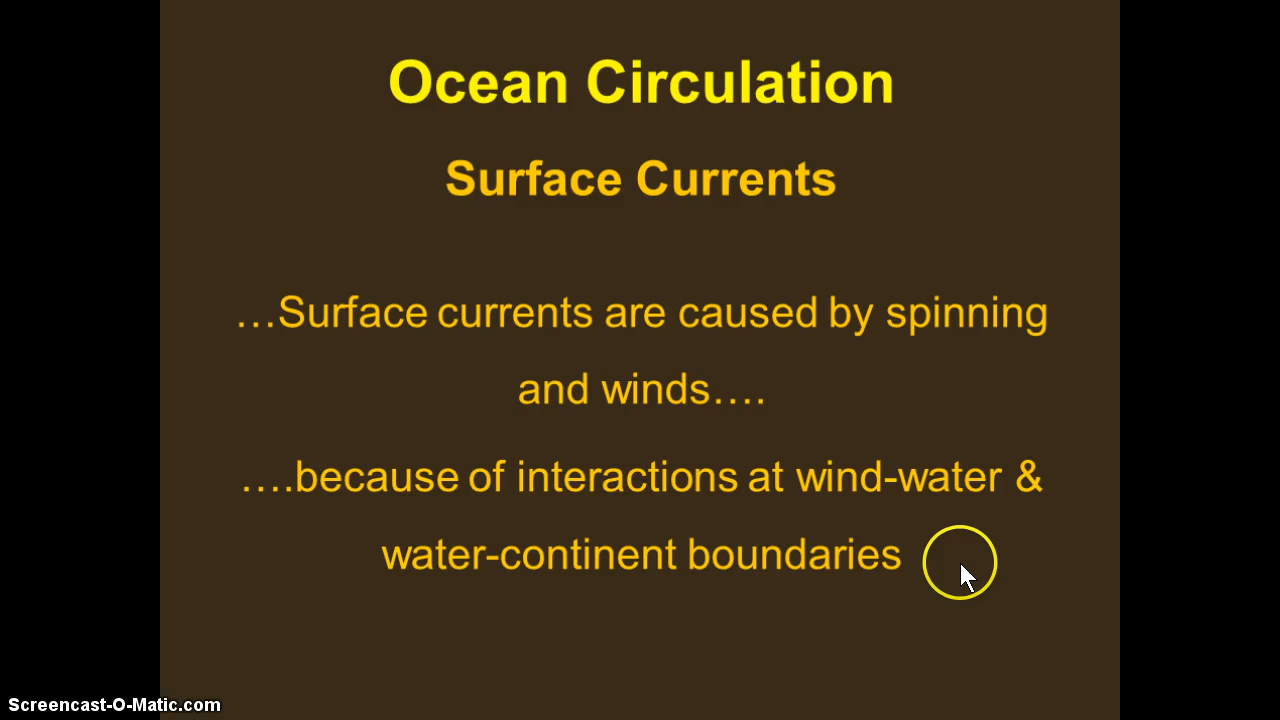 Ocean Circulation
Surface Currents
…Surface currents are caused by spinning
and winds….
….because of interactions at wind-water &
water-continent boundaries
Screencast-O-Matic.com